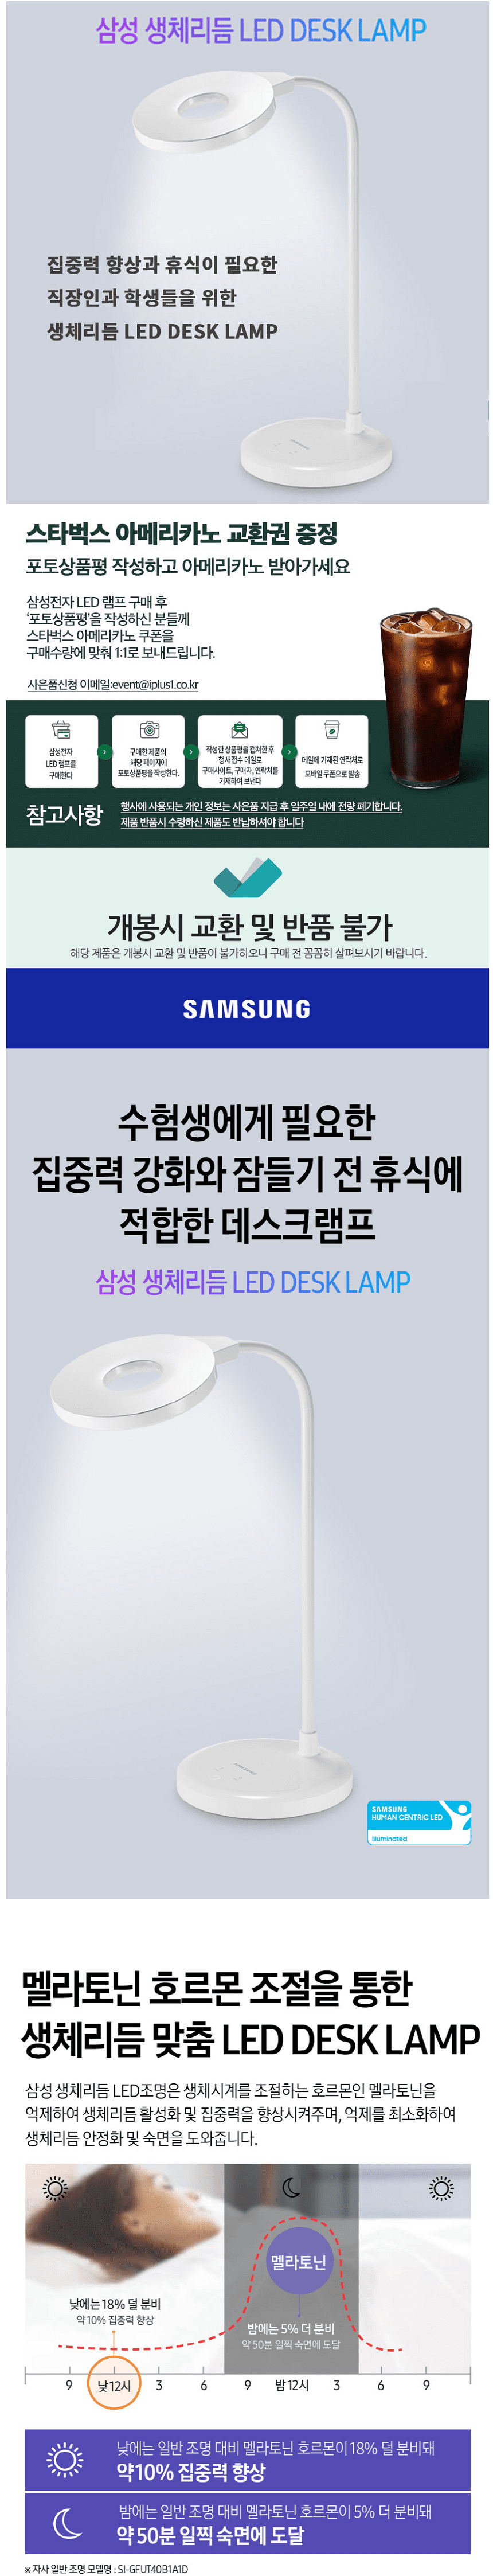 삼성 생체리듬 LED DESK LAMP
집중력 향상과 휴식이 필요한
직장인과 학생들을 위한
생체리듬 LED DESK LAMP
스타벅스 아메리카노 교환권 증정
포토상품평 작성하고 아메리카노 받아가세요
삼성전자 LED 램프 구매 후
'포토상품평'을 작성하신 분들께
스타벅스 아메리카노 쿠폰을
구매수량에 맞춰 1:1로 보내드립니다.
사은품신청 이메일:event@iplus1.co.kr
삼성전자
LED 램프를
구매한다
구매한 제품의
해당 페이지에
포토상품평을 작성한다.
작성한 상품평을 캡쳐한 후
행사 접수 메일로
구매사이트, 구매자, 연락처를
기재하여 보낸다
메일에 기재된 연락처로
모바일 쿠폰으로 발송
참고사항
행사에 사용되는 개인 정보는 사은품 지급 후 일주일 내에 전량 폐기합니다.
제품 반품시 수령하신 제품도 반납하셔야 합니다
개봉시 교환 및 반품 불가
해당 제품은 개봉시 교환 및 반품이 불가하오니 구매 전 꼼꼼히 살펴보시기 바랍니다.
SAMSUNG
수험생에게 필요한
집중력 강화와 잠들기 전 휴식에
적합한 데스크램프
삼성 생체리듬 LED DESK LAMP
SAMSUNG
SAMSUNG
HUMAN CENTRIC LED
Illuminated
멜라토닌 호르몬 조절을 통한
생체리듬 맞춤 LED DESK LAMP
삼성 생체리듬 LED조명은 생체시계를 조절하는 호르몬인 멜라토닌을
억제하여 생체리듬 활성화 및 집중력을 향상시켜주며, 억제를 최소화하여
생체리듬 안정화 및 숙면을 도와줍니다.
멜라토닌
낮에는 18% 덜 분비
약 10% 집중력 향상
밤에는 5% 더 분비
약 50분 일찍 숙면에 도달
9 낮 12시 3 6 9 밤 12시 3 6 9
낮에는 일반 조명 대비 멜라토닌 호르몬이 18% 덜 분비돼
약 10% 집중력 향상
밤에는 일반 조명 대비 멜라토닌 호르몬이 5% 더 분비돼
약 50분 일찍 숙면에 도달
※ 자사 일반 조명 모델명 : SI-GFUT40B1A1D